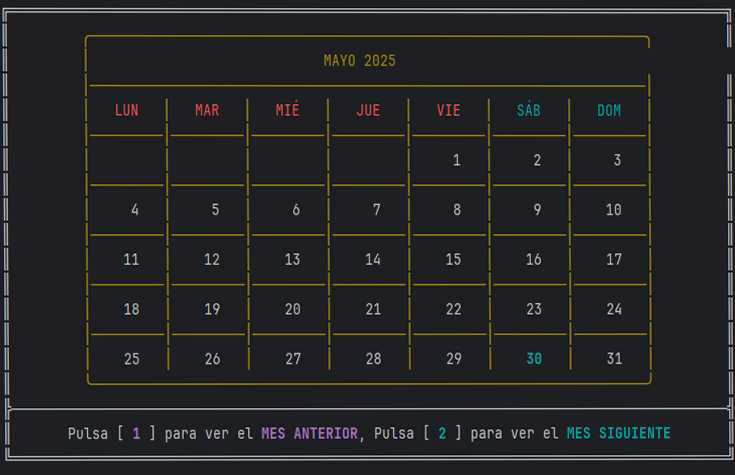 MAYO 2025
LUN MAR MIÉ JUE VIE SÁB DOM
1 2 3
4 5 6 7 8 9 10
11 12 13 14 15 16 17
18 19 20 21 22 23 24
25 26 27 28 29 30 31
Pulsa [ 1 ] para ver el MES ANTERIOR, Pulsa [ 2 ] para ver el MES SIGUIENTE